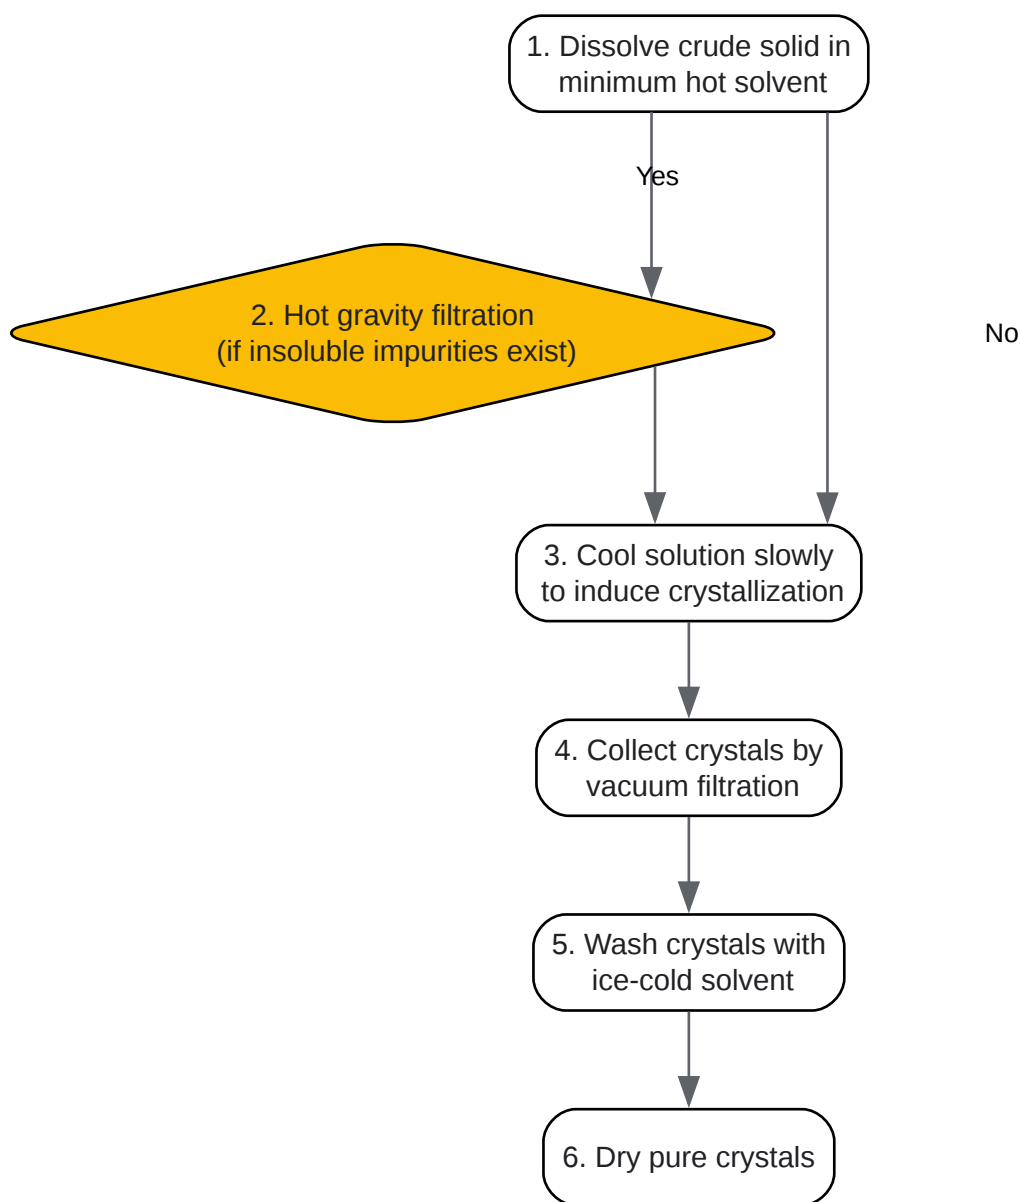 1. Dissolve crude solid in
minimum hot solvent
Yes
2. Hot gravity filtration
(if insoluble impurities exist)
No
3. Cool solution slowly
to induce crystallization
4. Collect crystals by
vacuum filtration
5. Wash crystals with
ice-cold solvent
6. Dry pure crystals